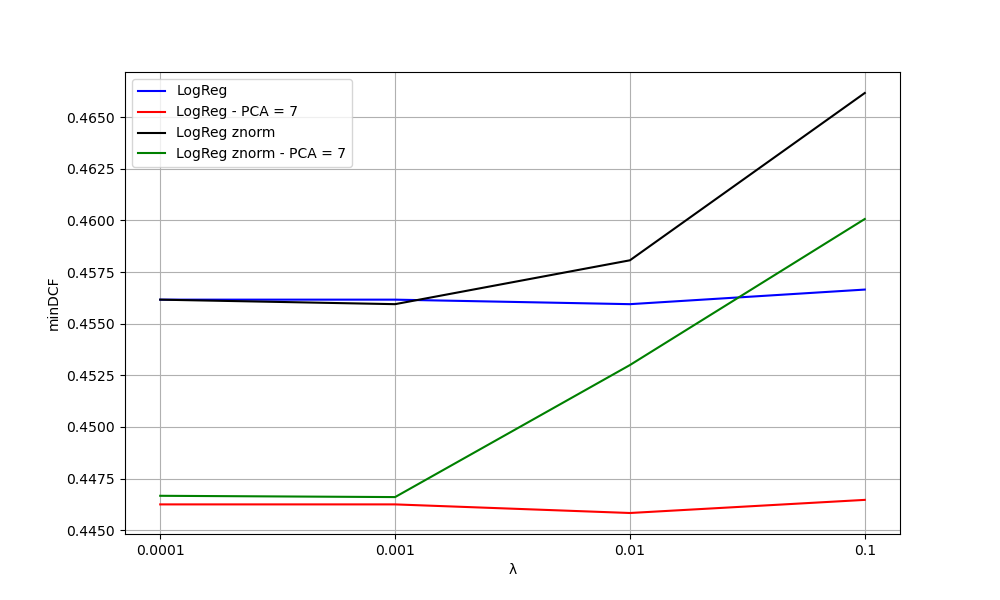 LogReg
LogReg - PCA = 7
LogReg znorm
LogReg znorm - PCA = 7
0.4650
0.4625
0.4600
0.4575
0.4550
0.4525
0.4500
0.4475
0.4450
minDCF
0.0001 0.001 0.01 0.1
λ